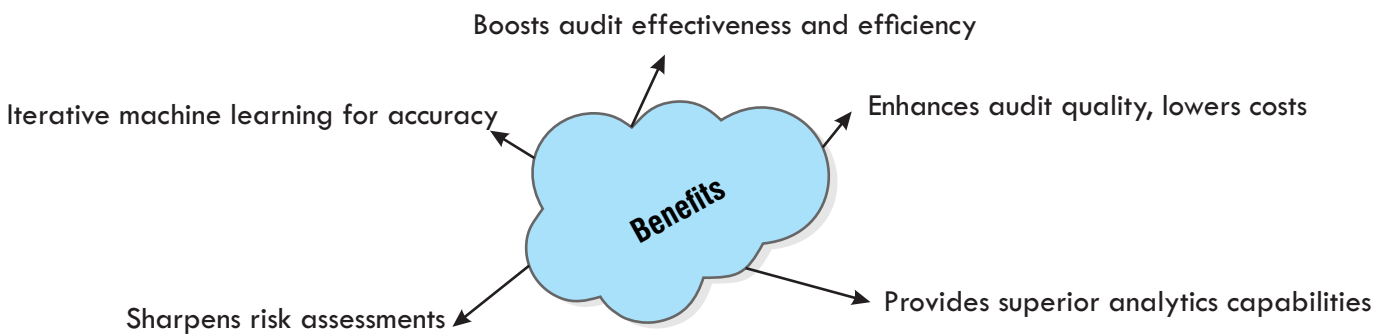 Boosts audit effectiveness and efficiency
Iterative machine learning for accuracy
Enhances audit quality, lowers costs
Benefits
Provides superior analytics capabilities
Sharpens risk assessments